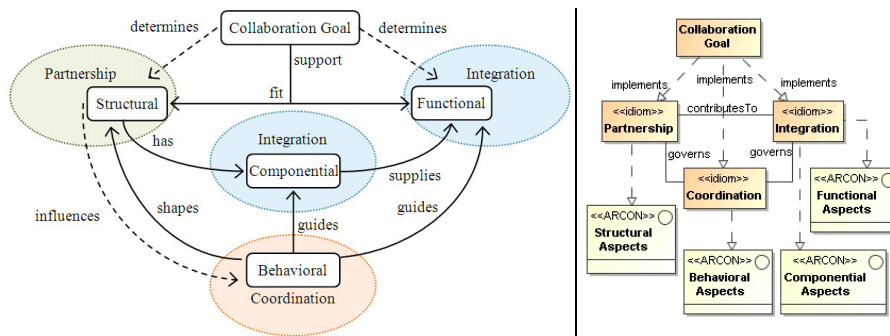 Collaboration Goal
determines
determines
support
Partnership
Integration
Structural
fit
Functional
has
Integration
Componential
supplies
influences
shapes
guides
guides
Behavioral
Coordination
Collaboration
Goal
implements
implements
implements
<<idiom>>
Partnership
contributesTo
<<idiom>>
Integration
governs
governs
<<idiom>>
Coordination
<<ARCON>>
Functional
Aspects
<<ARCON>>
Structural
Aspects
<<ARCON>>
Behavioral
Aspects
<<ARCON>>
Componential
Aspects